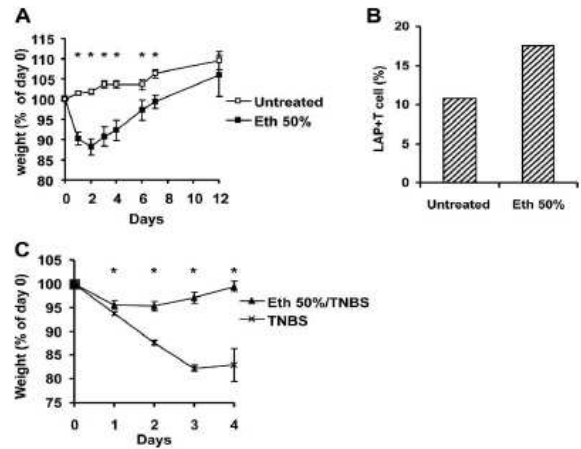 A
weight (% of day 0)
115
110
105
100
95
90
85
80
* * * * * *
0 2 4 6 8 10 12
Days
Untreated
Eth 50%
B
LAP+T cell (%)
20
15
10
5
0
Untreated Eth 50%
C
Weight (% of day 0)
105
100
95
90
85
80
75
* * * *
0 1 2 3 4
Days
Eth 50%/TNBS
TNBS